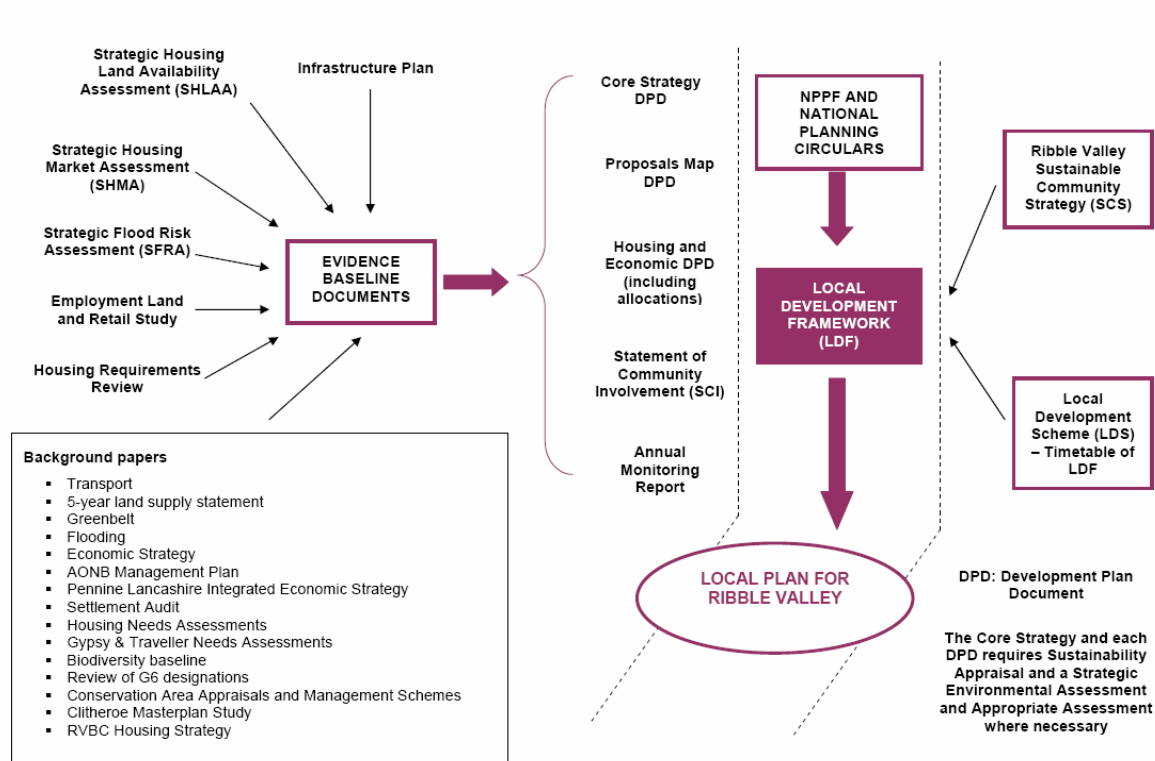 Strategic Housing
Land Availability
Assessment (SHLAA)
Infrastructure Plan
Strategic Housing
Market Assessment
(SHMA)
Strategic Flood Risk
Assessment (SFRA)
Employment Land
and Retail Study
Housing Requirements
Review
EVIDENCE
BASELINE
DOCUMENTS
Background papers
▪ Transport
▪ 5-year land supply statement
▪ Greenbelt
▪ Flooding
▪ Economic Strategy
▪ AONB Management Plan
▪ Pennine Lancashire Integrated Economic Strategy
▪ Settlement Audit
▪ Housing Needs Assessments
▪ Gypsy & Traveller Needs Assessments
▪ Biodiversity baseline
▪ Review of G6 designations
▪ Conservation Area Appraisals and Management Schemes
▪ Clitheroe Masterplan Study
▪ RVBC Housing Strategy
Core Strategy
DPD
Proposals Map
DPD
Housing and
Economic DPD
(including
allocations)
Statement of
Community
Involvement (SCI)
Annual
Monitoring
Report
NPPF AND
NATIONAL
PLANNING
CIRCULARS
LOCAL
DEVELOPMENT
FRAMEWORK
(LDF)
LOCAL PLAN FOR
RIBBLE VALLEY
Ribble Valley
Sustainable
Community
Strategy (SCS)
Local
Development
Scheme (LDS)
– Timetable of
LDF
DPD: Development Plan
Document
The Core Strategy and each
DPD requires Sustainability
Appraisal and a Strategic
Environmental Assessment
and Appropriate Assessment
where necessary